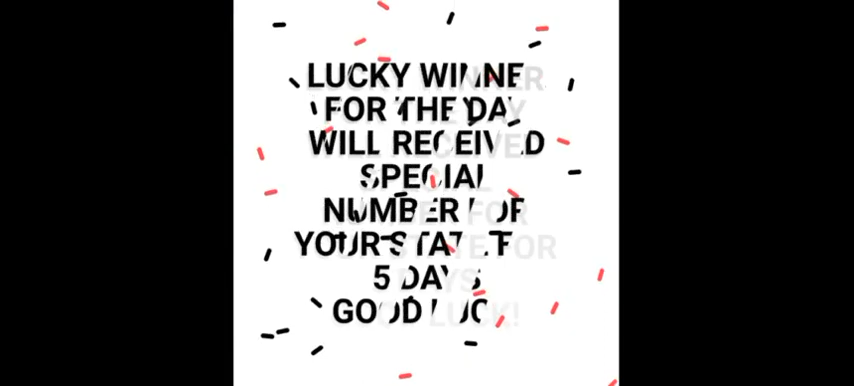 LUCKY WINNER
FOR THE DAY
WILL RECEIVED
SPECIAL
NUMBER FOR
YOUR STATE FOR
5 DAYS
GOOD LUCK!